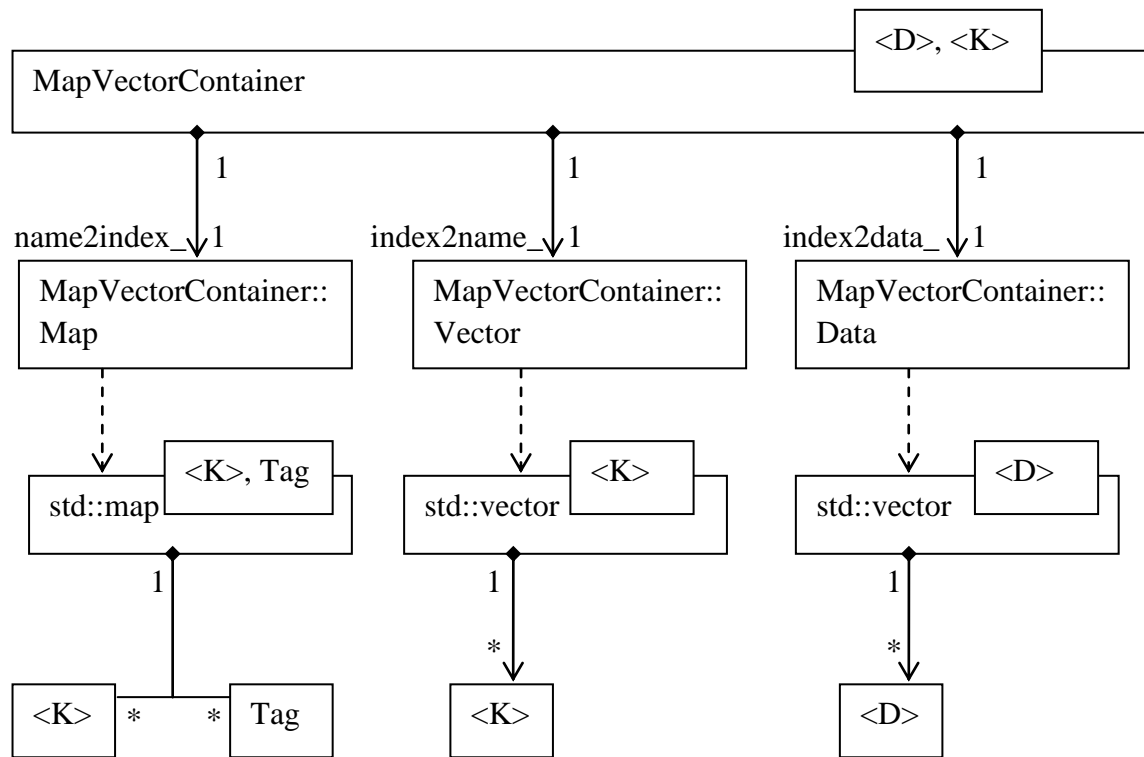 <D>, <K>
MapVectorContainer
1
1
1
name2index_ 1
index2name_ 1
index2data_ 1
MapVectorContainer::
Map
MapVectorContainer::
Vector
MapVectorContainer::
Data
<K>, Tag
std::map
<K>
std::vector
<D>
std::vector
1
1
1
*
*
<K>
*
*
Tag
<K>
<D>